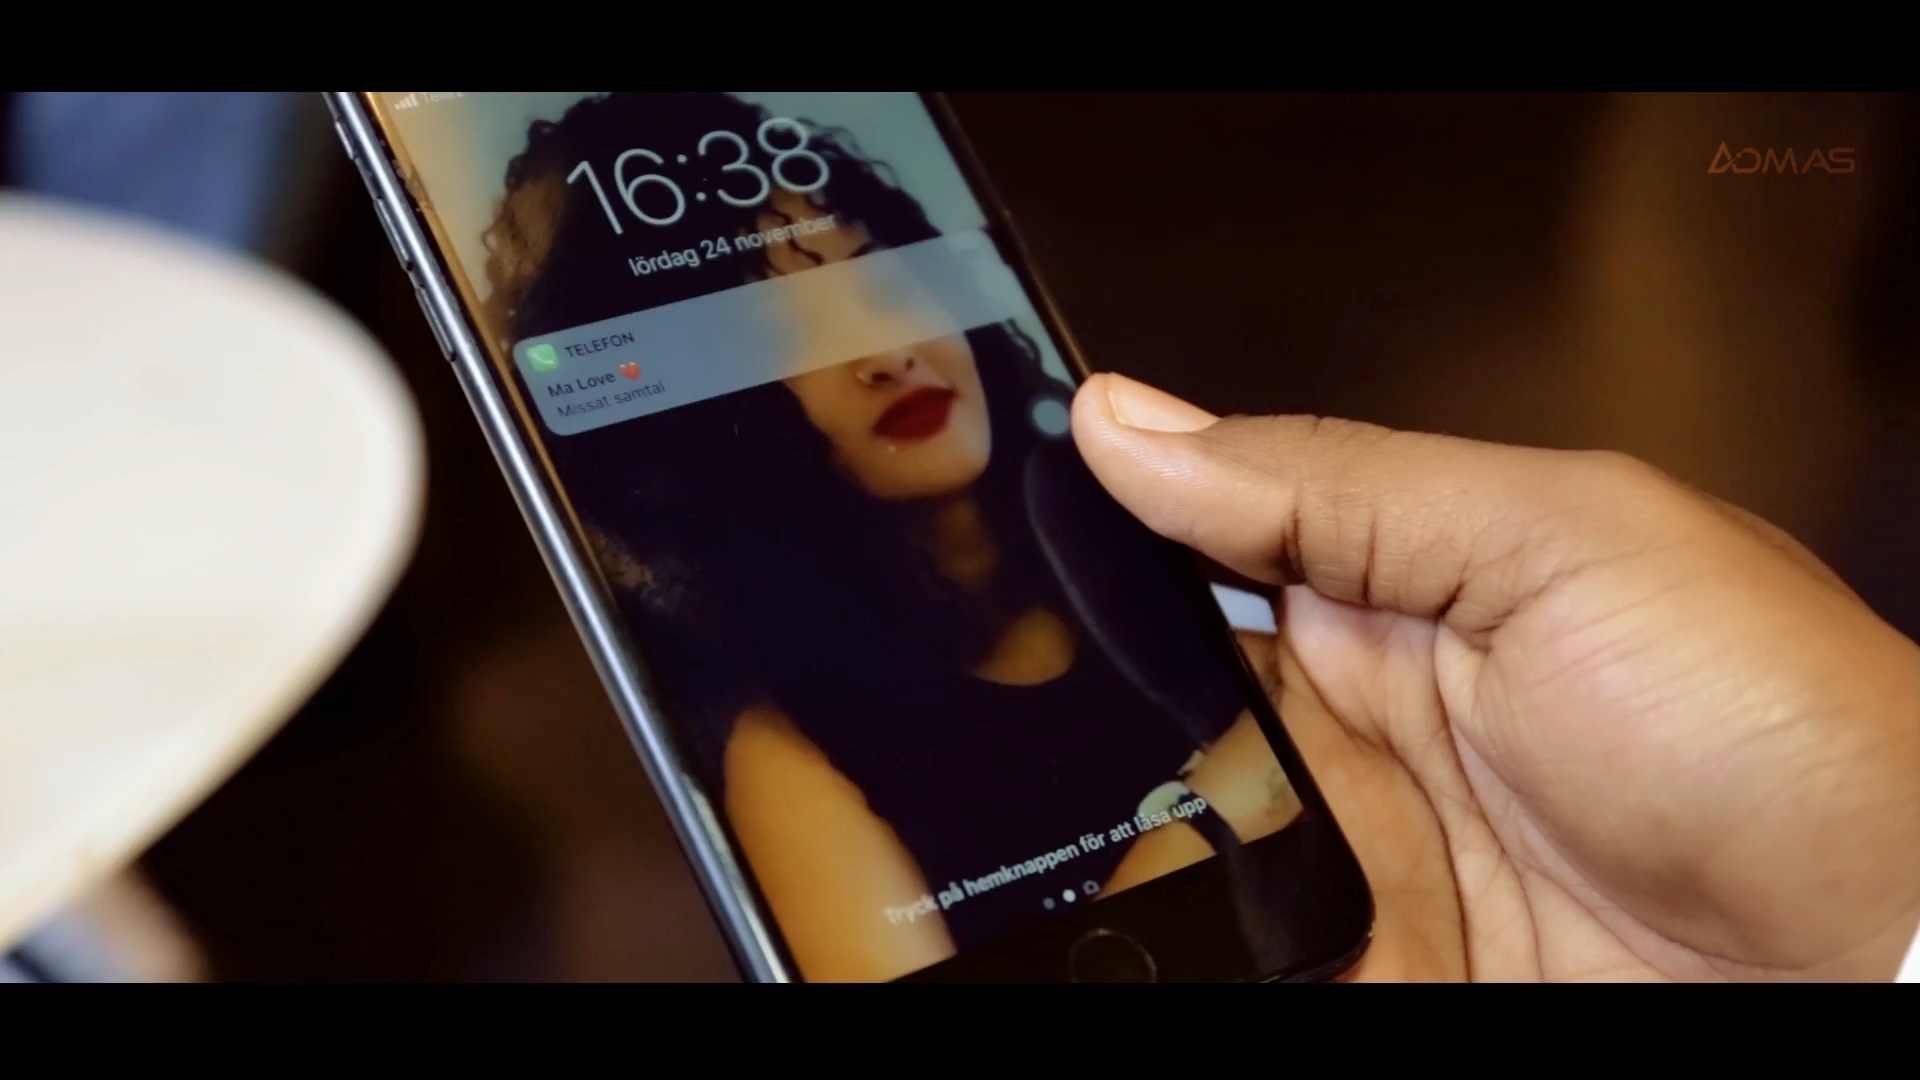 AOMAS
16:38
lördag 24 november
TELEFON
Ma Love ❤️
Missat samtal
Tryck på hemknappen för att låsa upp